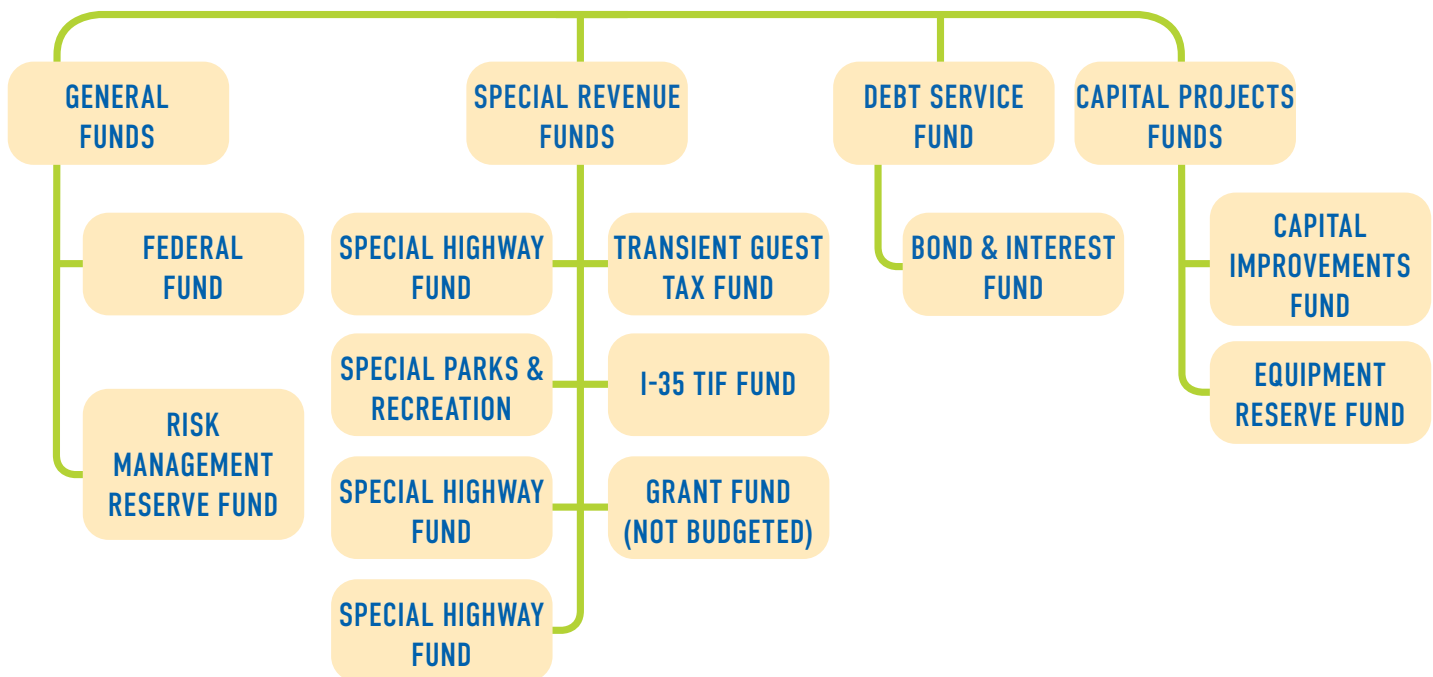 GENERAL
FUNDS
SPECIAL REVENUE
FUNDS
DEBT SERVICE
FUND
CAPITAL PROJECTS
FUNDS
FEDERAL
FUND
RISK
MANAGEMENT
RESERVE FUND
SPECIAL HIGHWAY
FUND
TRANSIENT GUEST
TAX FUND
SPECIAL PARKS &
RECREATION
I-35 TIF FUND
SPECIAL HIGHWAY
FUND
GRANT FUND
(NOT BUDGETED)
SPECIAL HIGHWAY
FUND
BOND & INTEREST
FUND
CAPITAL
IMPROVEMENTS
FUND
EQUIPMENT
RESERVE FUND